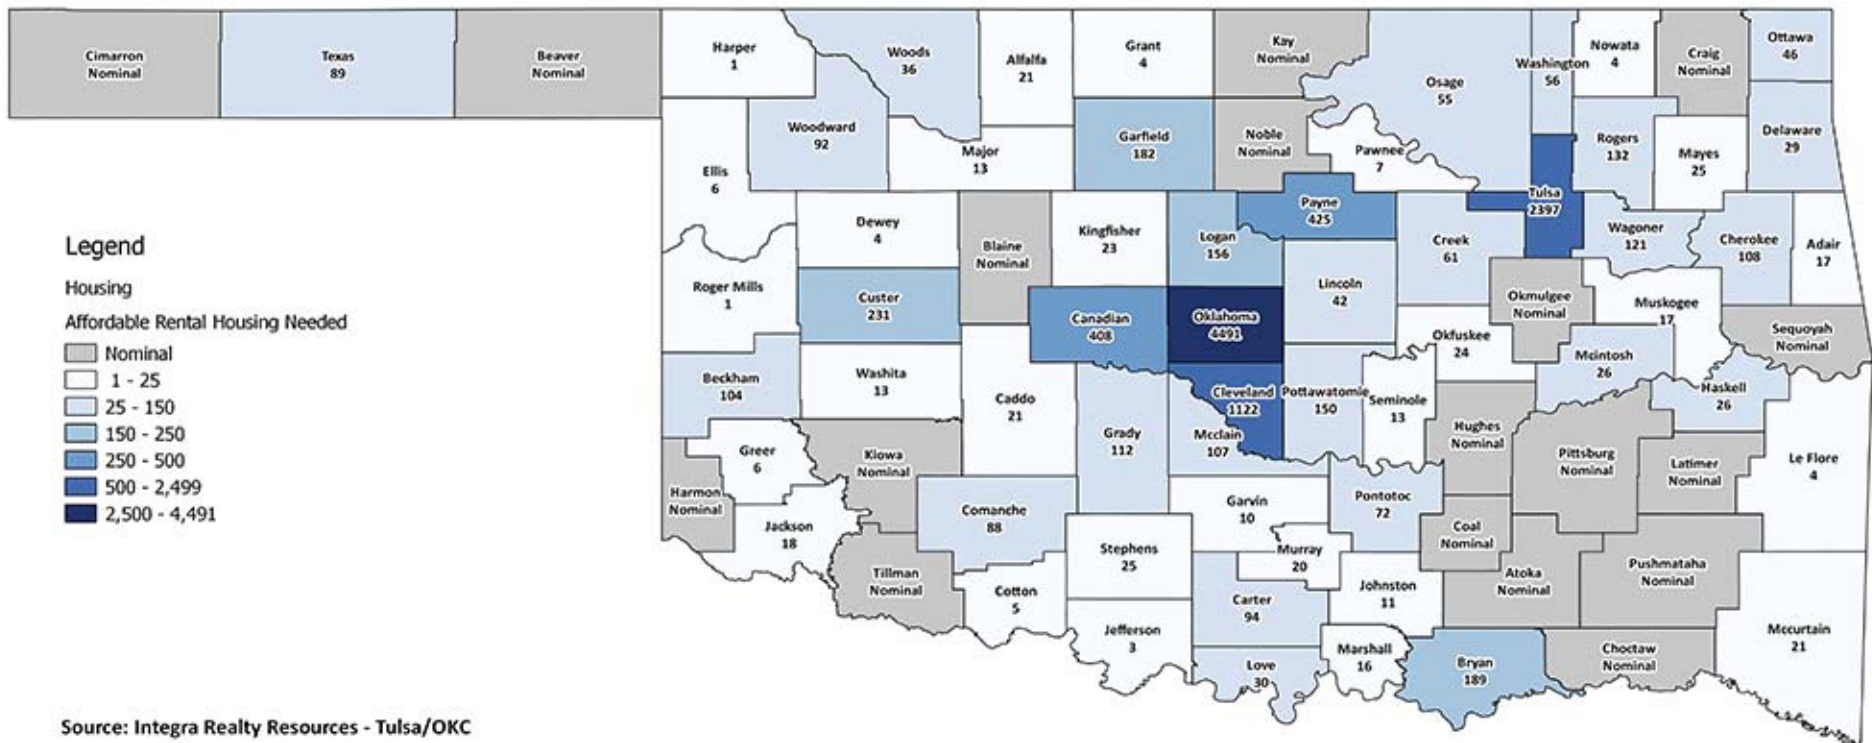 Cimarron
Nominal
Texas
89
Beaver
Nominal
Harper
1
Woods
36
Alfalfa
21
Grant
4
Kay
Nominal
Osage
55
Washington
56
Nowata
4
Craig
Nominal
Ottawa
46
Ellis
6
Woodward
92
Major
13
Garfield
182
Noble
Nominal
Pawnee
7
Rogers
132
Mayes
25
Delaware
29
Dewey
4
Blaine
Nominal
Kingfisher
23
Logan
156
Payne
425
Creek
61
Tulsa
2397
Wagoner
121
Cherokee
108
Adair
17
Roger Mills
1
Custer
231
Canadian
408
Oklahoma
4491
Lincoln
42
Okfuskee
24
Okmulgee
Nominal
Muskogee
17
Sequoyah
Nominal
Beckham
104
Washita
13
Caddo
21
Grady
112
Mcclain
107
Cleveland
1122
Pottawatomie
150
Seminole
13
Hughes
Nominal
Mcintosh
26
Haskell
26
Pittsburg
Nominal
Latimer
Nominal
Le Flore
4
Harmon
Nominal
Greer
6
Kiowa
Nominal
Jackson
18
Comanche
88
Tillman
Nominal
Cotton
5
Stephens
25
Jefferson
3
Garvin
10
Murray
20
Pontotoc
72
Coal
Nominal
Carter
94
Johnston
11
Atoka
Nominal
Pushmataha
Nominal
Love
30
Marshall
16
Bryan
189
Choctaw
Nominal
Mccurtain
21
Legend
Housing
Affordable Rental Housing Needed
Nominal
1 - 25
25 - 150
150 - 250
250 - 500
500 - 2,499
2,500 - 4,491
Source: Integra Realty Resources - Tulsa/OKC